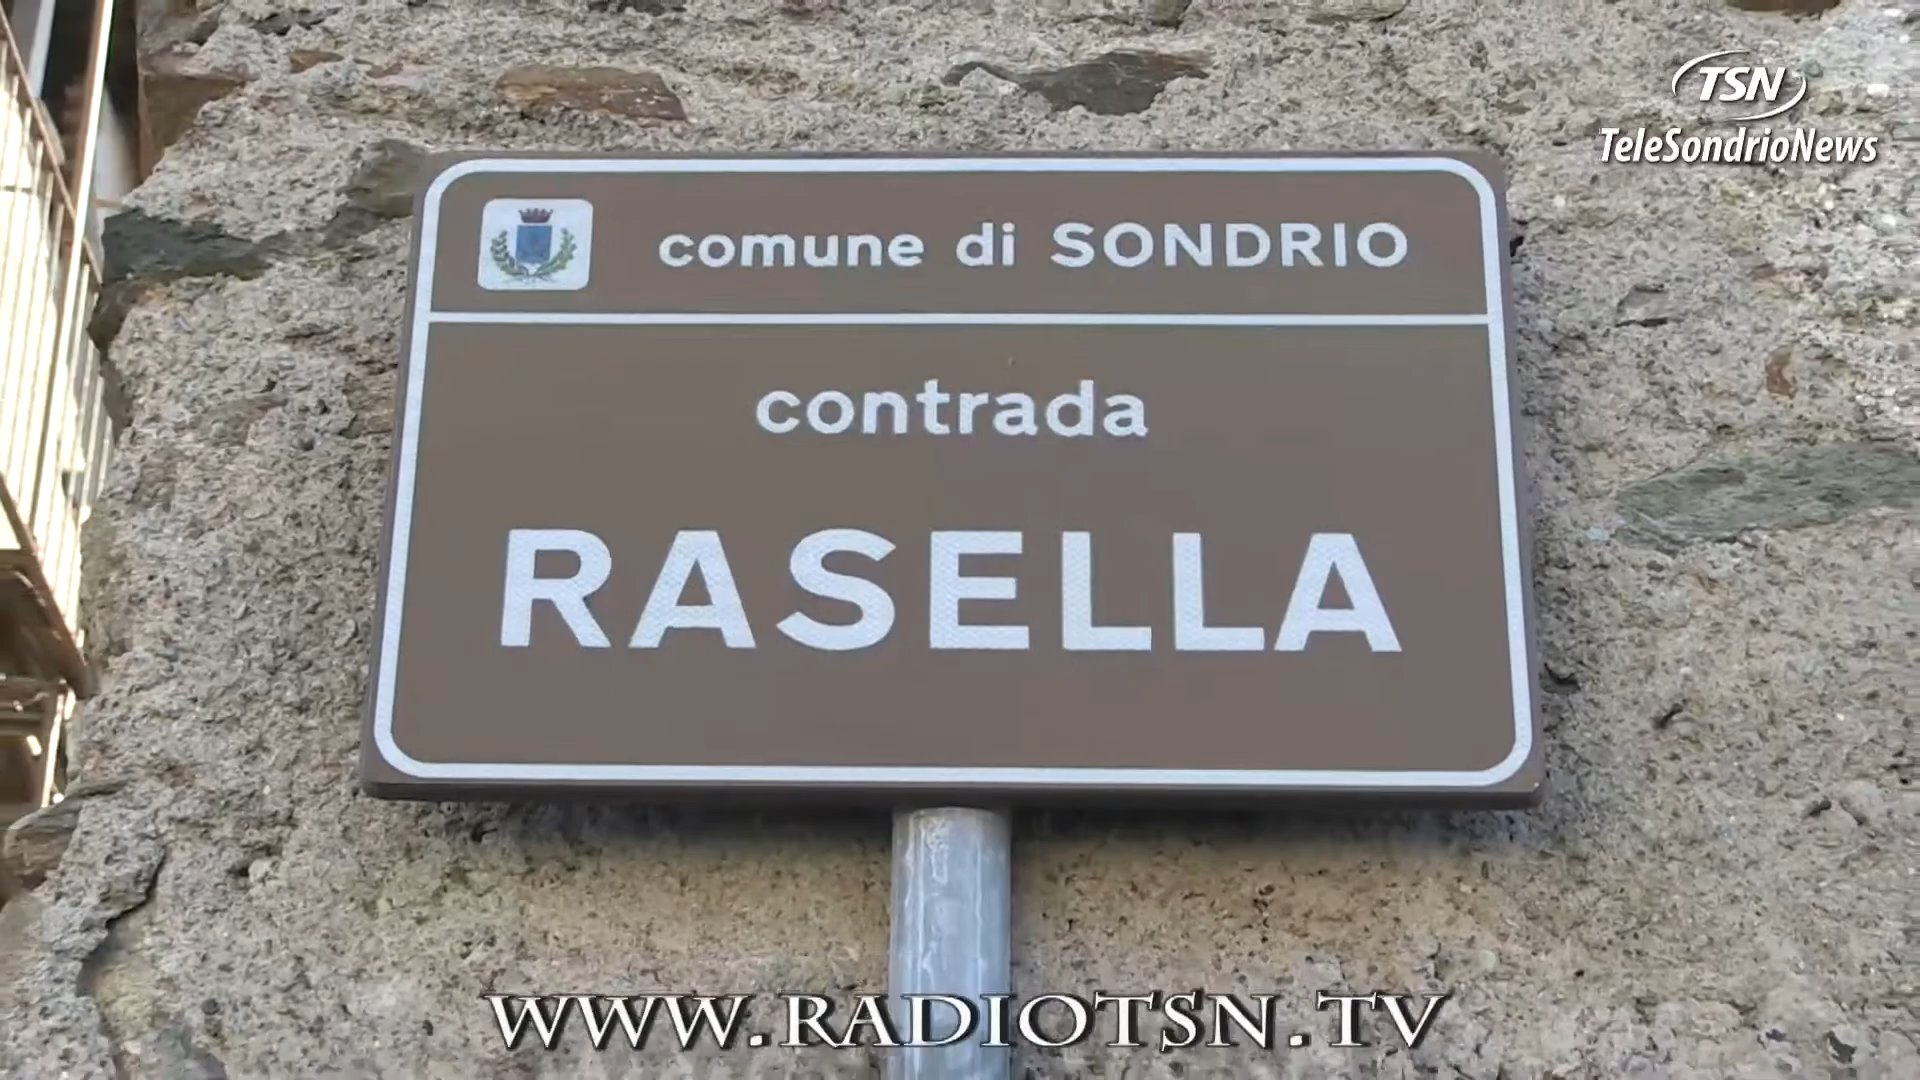 TSN
TeleSondrioNews
comune di SONDRIO
contrada
RASELLA
WWW.RADIOTSN.TV